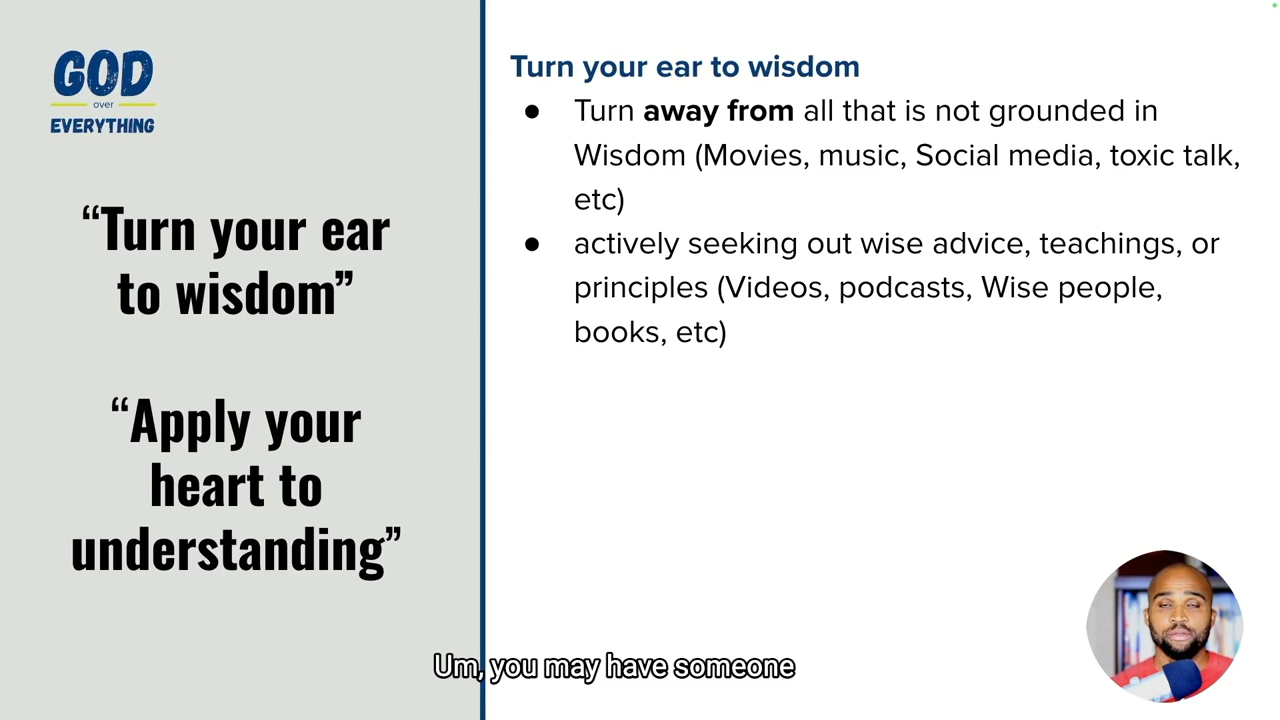 GOD
over
EVERYTHING
“Turn your ear
to wisdom”
“Apply your
heart to
understanding”
Turn your ear to wisdom
● Turn away from all that is not grounded in
Wisdom (Movies, music, Social media, toxic talk,
etc)
● actively seeking out wise advice, teachings, or
principles (Videos, podcasts, Wise people,
books, etc)
Um, you may have someone